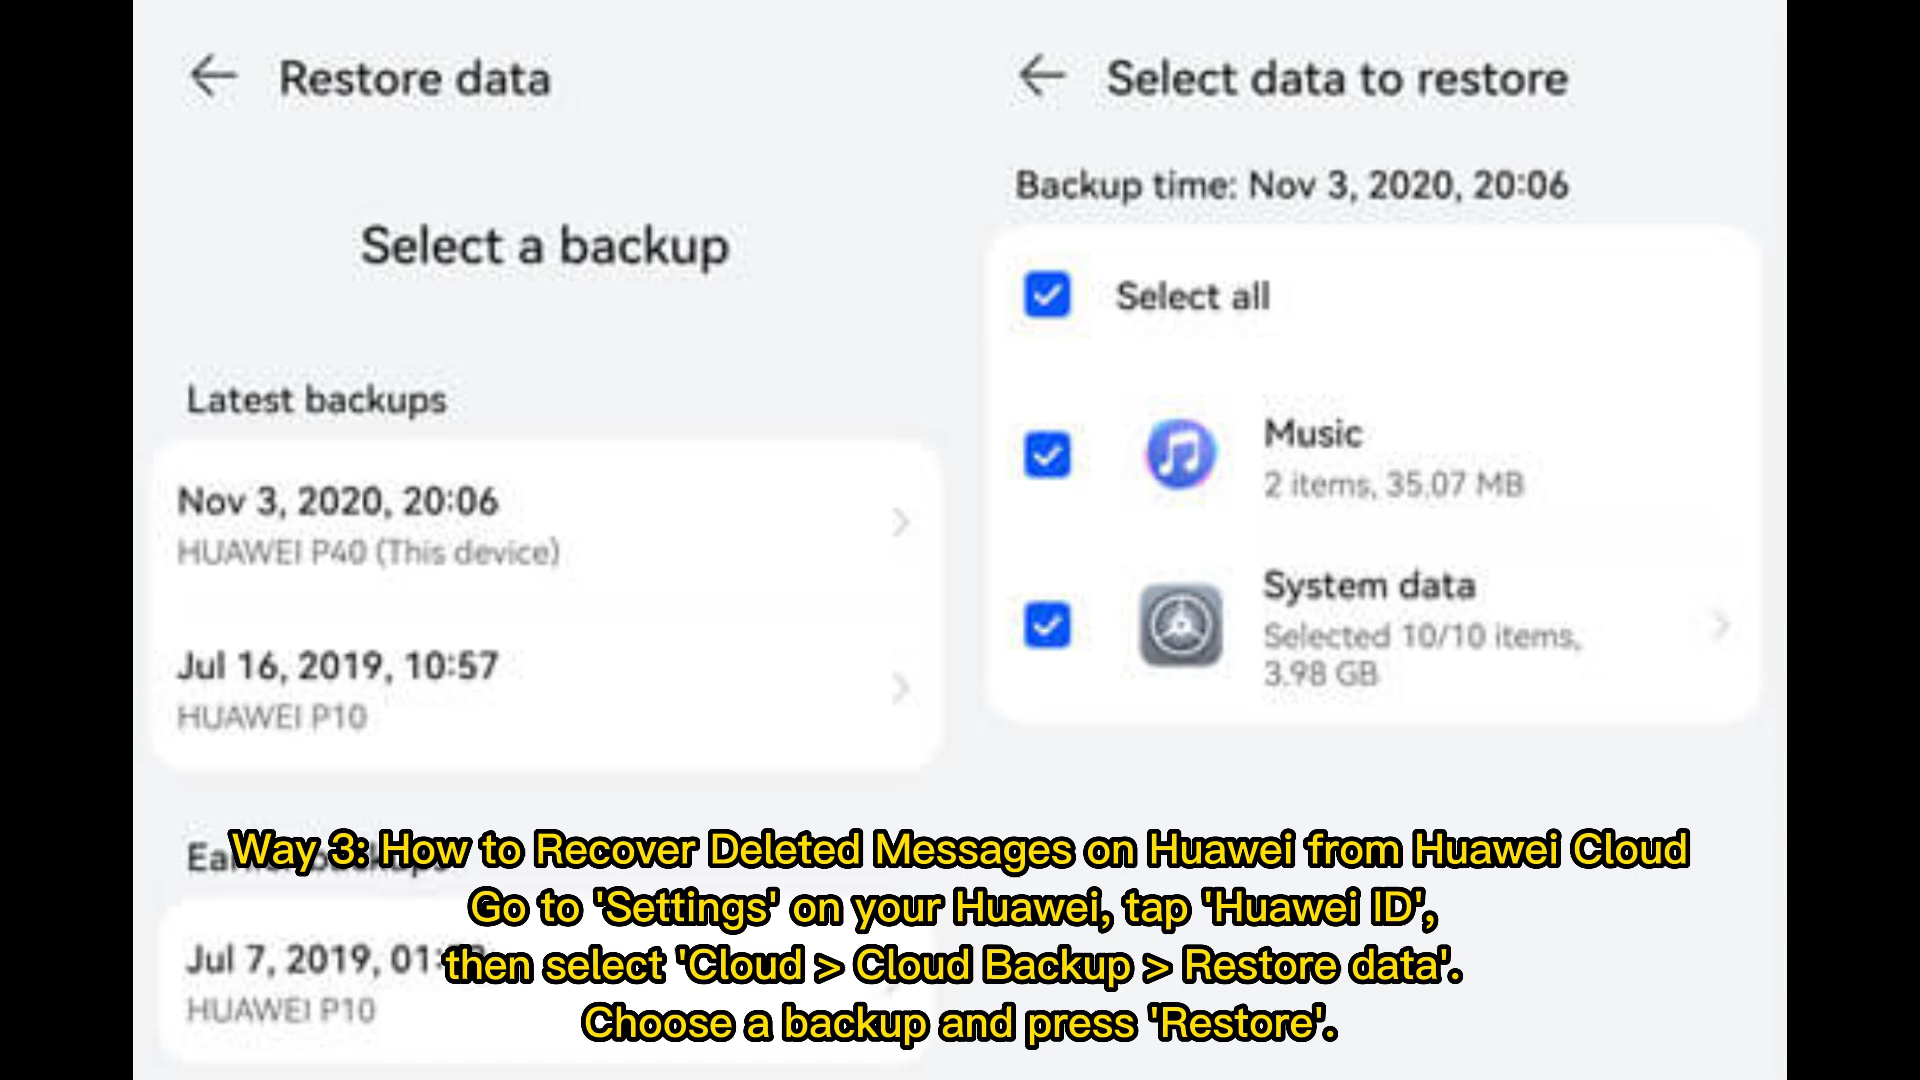 Restore data
Select a backup
Latest backups
Nov 3, 2020, 20:06
HUAWEI P40 (This device)
Jul 16, 2019, 10:57
HUAWEI P10
Jul 7, 2019, 01:
HUAWEI P10
Select data to restore
Backup time: Nov 3, 2020, 20:06
Select all
Music
2 items, 35.07 MB
System data
Selected 10/10 items,
3.98 GB
Way 3: How to Recover Deleted Messages on Huawei from Huawei Cloud
Go to 'Settings' on your Huawei, tap 'Huawei ID',
then select 'Cloud > Cloud Backup > Restore data'.
Choose a backup and press 'Restore'.